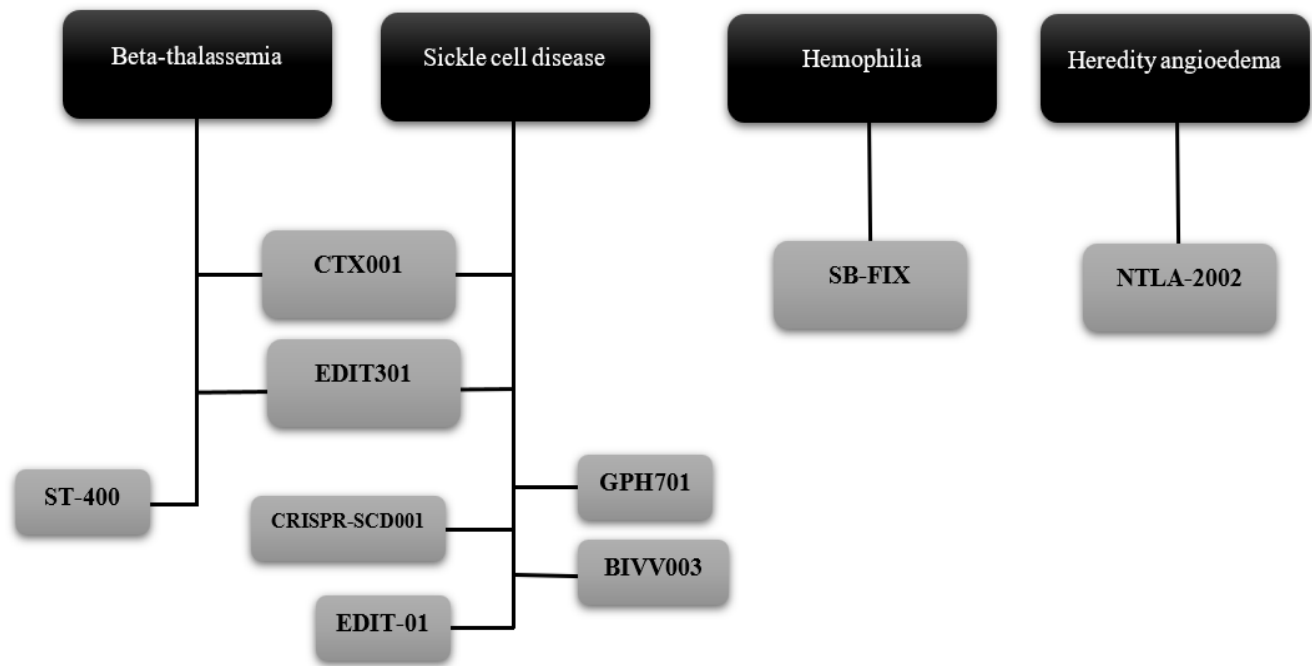 Beta-thalassemia
Sickle cell disease
Hemophilia
Heredity angioedema
CTX001
SB-FIX
NTLA-2002
EDIT301
ST-400
GPH701
CRISPR-SCD001
BIVV003
EDIT-01